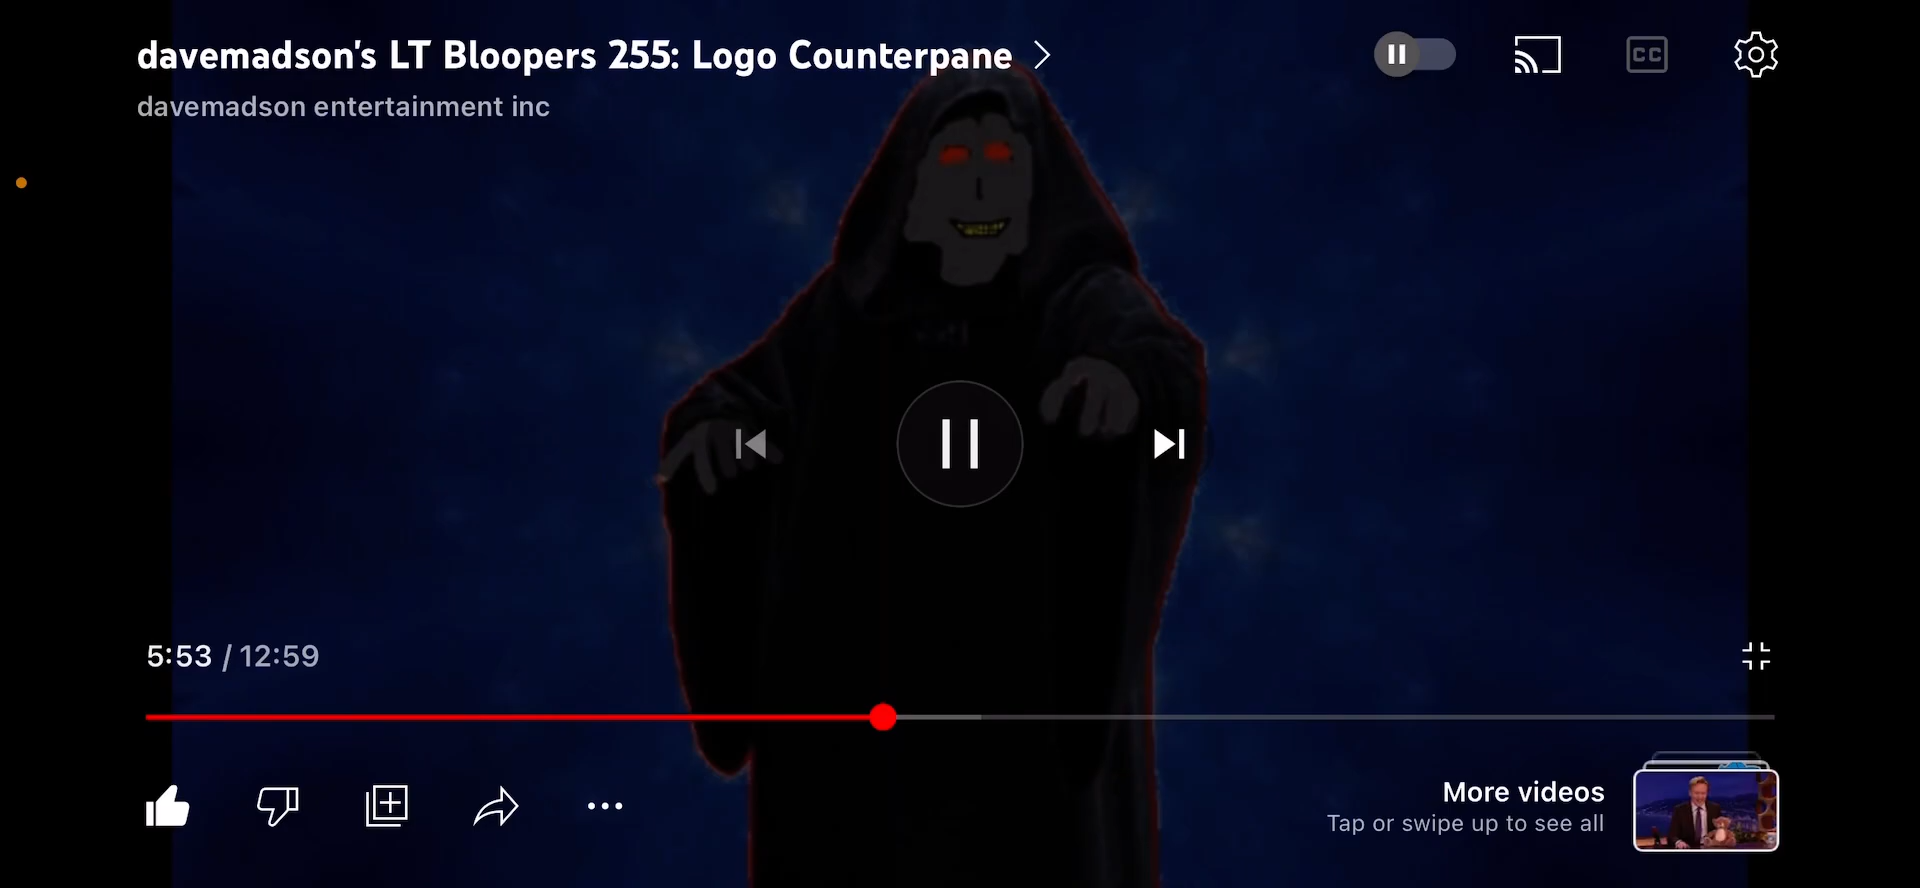 davemadson's LT Bloopers 255: Logo Counterpane
davemadson entertainment inc
CC
5:53 / 12:59
More videos
Tap or swipe up to see all